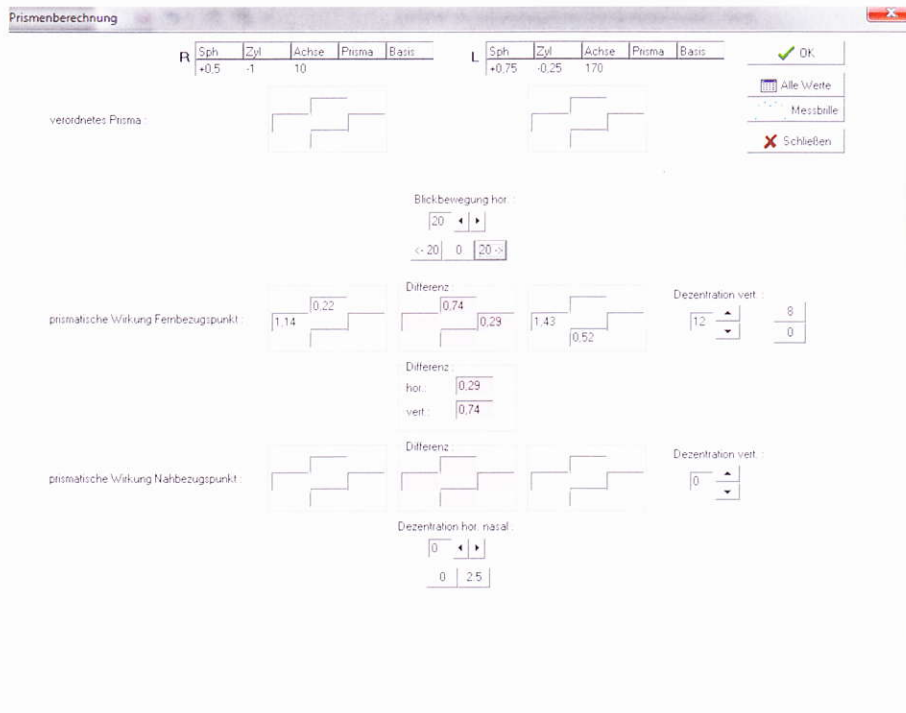 Prismenberechnung
R Sph Zyl Achse Prisma Basis
+0,5 -1 10
L Sph Zyl Achse Prisma Basis
+0,75 -0,25 170
OK
Alle Werte
Messbrille
Schließen
verordnetes Prisma :
Blickbewegung hor. :
20
<- 20 0 20 ->
prismatische Wirkung Fernbezugspunkt :
0,22
1,14
Differenz :
0,74
0,29
1,43
0,52
Dezentration vert. :
12
8
0
Differenz :
hor.: 0,29
vert.: 0,74
prismatische Wirkung Nahbezugspunkt :
Differenz :
Dezentration vert. :
0
Dezentration hor. nasal :
0
0 2.5